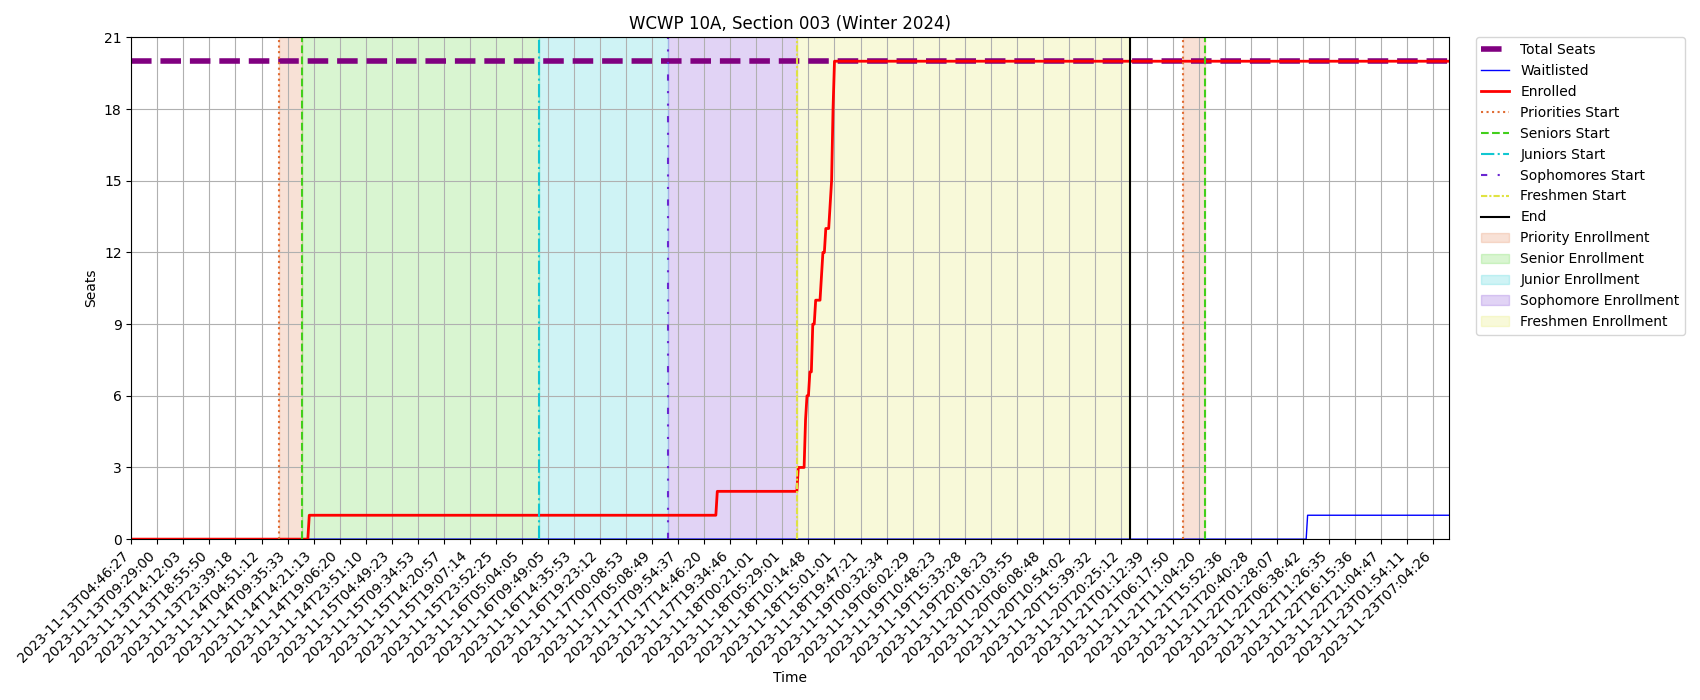 WCWP 10A, Section 003 (Winter 2024)
21
18
15
12
9
6
3
0
Seats
2023-11-13T04:46:27
2023-11-13T09:29:00
2023-11-13T14:12:03
2023-11-13T18:55:50
2023-11-13T23:39:18
2023-11-14T04:51:12
2023-11-14T09:35:33
2023-11-14T14:21:13
2023-11-14T19:06:20
2023-11-14T23:51:10
2023-11-15T04:49:23
2023-11-15T09:34:53
2023-11-15T14:20:57
2023-11-15T19:07:14
2023-11-15T23:52:25
2023-11-16T05:04:05
2023-11-16T09:49:05
2023-11-16T14:35:53
2023-11-16T19:23:12
2023-11-17T00:08:53
2023-11-17T05:08:49
2023-11-17T09:54:37
2023-11-17T14:46:20
2023-11-17T19:34:46
2023-11-18T00:21:01
2023-11-18T05:29:01
2023-11-18T10:14:48
2023-11-18T15:01:01
2023-11-18T19:47:21
2023-11-19T00:32:34
2023-11-19T06:02:29
2023-11-19T10:48:23
2023-11-19T15:33:28
2023-11-19T20:18:23
2023-11-20T01:03:55
2023-11-20T06:08:48
2023-11-20T10:54:02
2023-11-20T15:39:32
2023-11-20T20:25:12
2023-11-21T01:12:39
2023-11-21T06:17:50
2023-11-21T11:04:20
2023-11-21T15:52:36
2023-11-21T20:40:28
2023-11-22T01:28:07
2023-11-22T06:38:42
2023-11-22T11:26:35
2023-11-22T16:15:36
2023-11-22T21:04:47
2023-11-23T01:54:11
2023-11-23T07:04:26
Time
Total Seats
Waitlisted
Enrolled
Priorities Start
Seniors Start
Juniors Start
Sophomores Start
Freshmen Start
End
Priority Enrollment
Senior Enrollment
Junior Enrollment
Sophomore Enrollment
Freshmen Enrollment